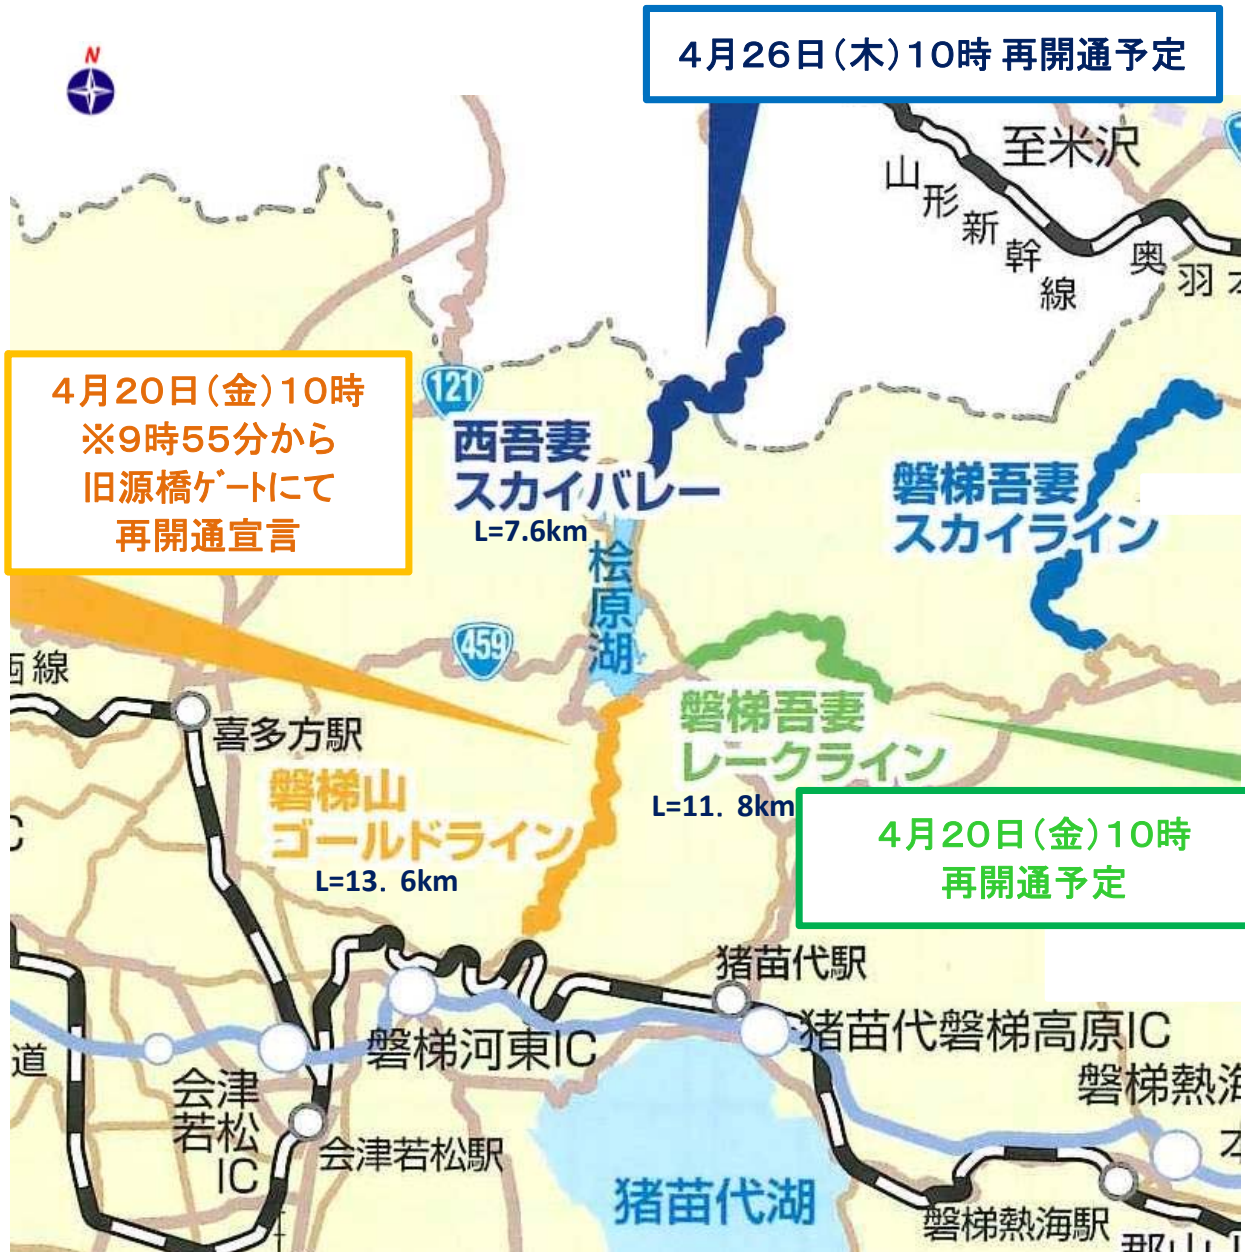 N
4月26日(木)10時 再開通予定
至米沢
山形新幹線
奥羽
4月20日(金)10時
※9時55分から
旧源橋ゲートにて
再開通宣言
121
西吾妻
スカイバレー
L=7.6km
磐梯吾妻
スカイライン
桧原湖
459
線
喜多方駅
磐梯吾妻
レークライン
L=11. 8km
磐梯山
ゴールドライン
L=13. 6km
4月20日(金)10時
再開通予定
猪苗代駅
猪苗代磐梯高原IC
磐梯河東IC
道
会津
若松
IC
会津若松駅
磐梯熱海
猪苗代湖
磐梯熱海駅